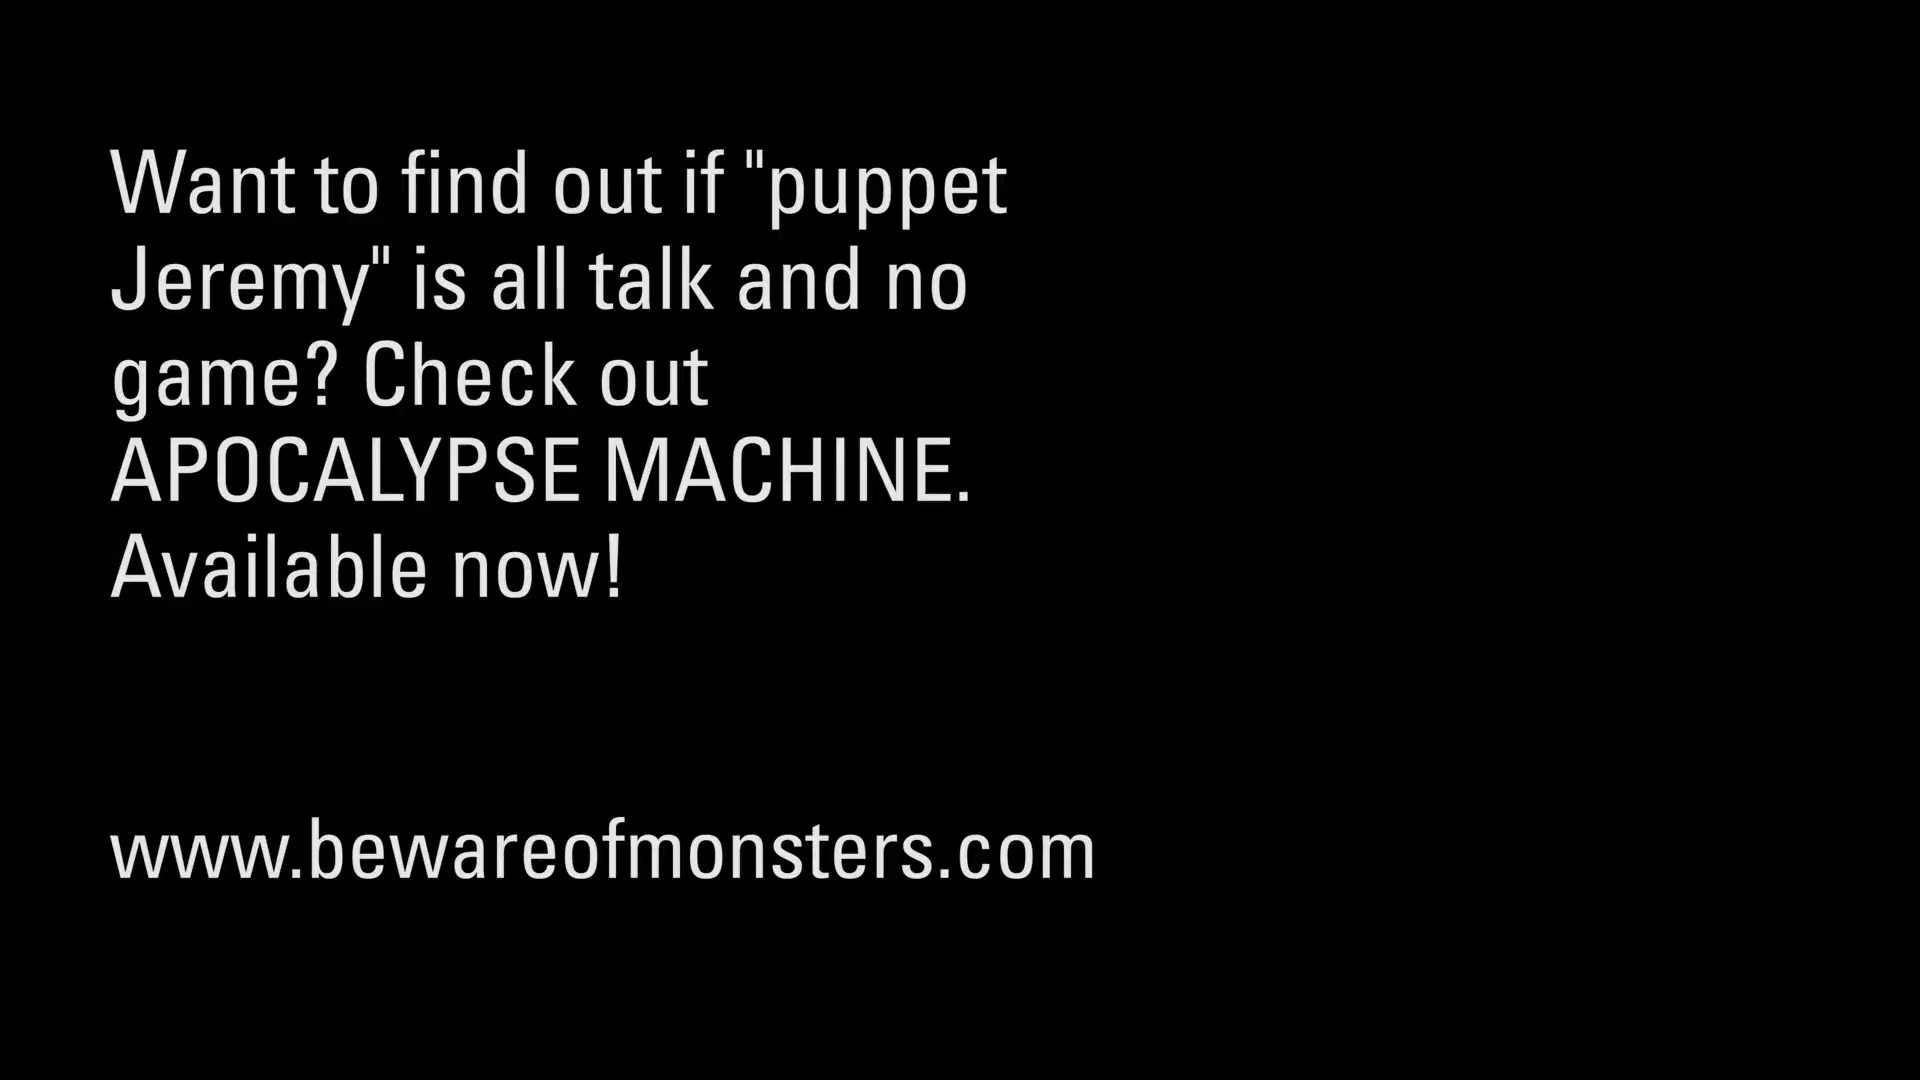 Want to find out if "puppet
Jeremy" is all talk and no
game? Check out
APOCALYPSE MACHINE.
Available now!
www.bewareofmonsters.com